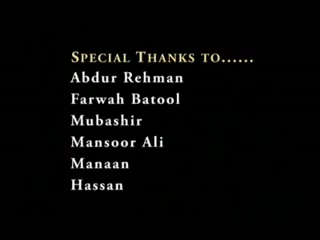 Special Thanks to......
Abdur Rehman
Farwah Batool
Mubashir
Mansoor Ali
Manaan
Hassan